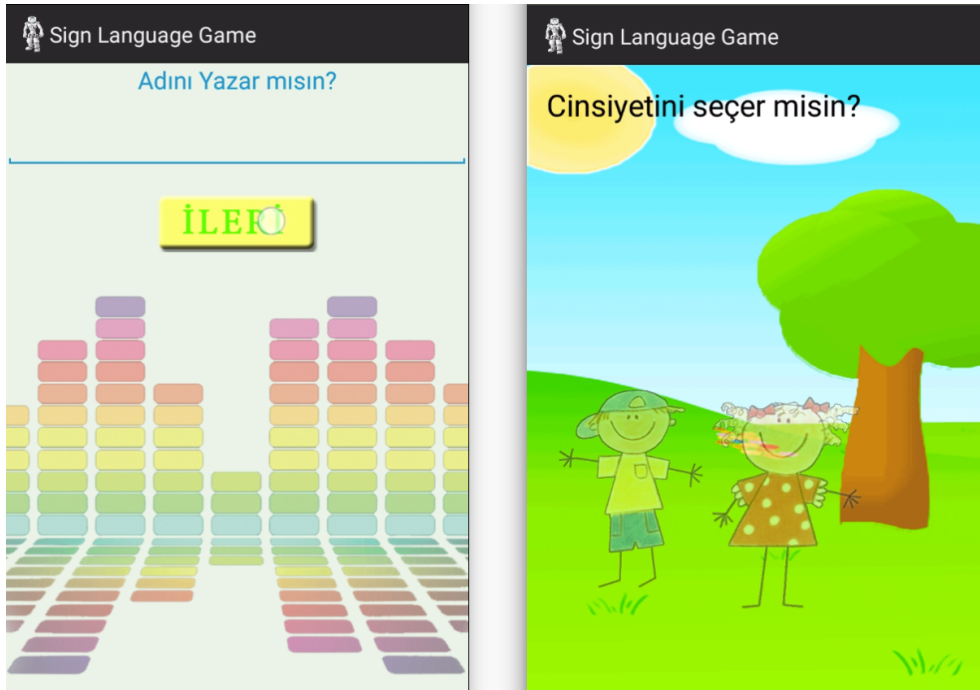 Sign Language Game
Adını Yazar mısın?
İLERİ
Sign Language Game
Cinsiyetini seçer misin?